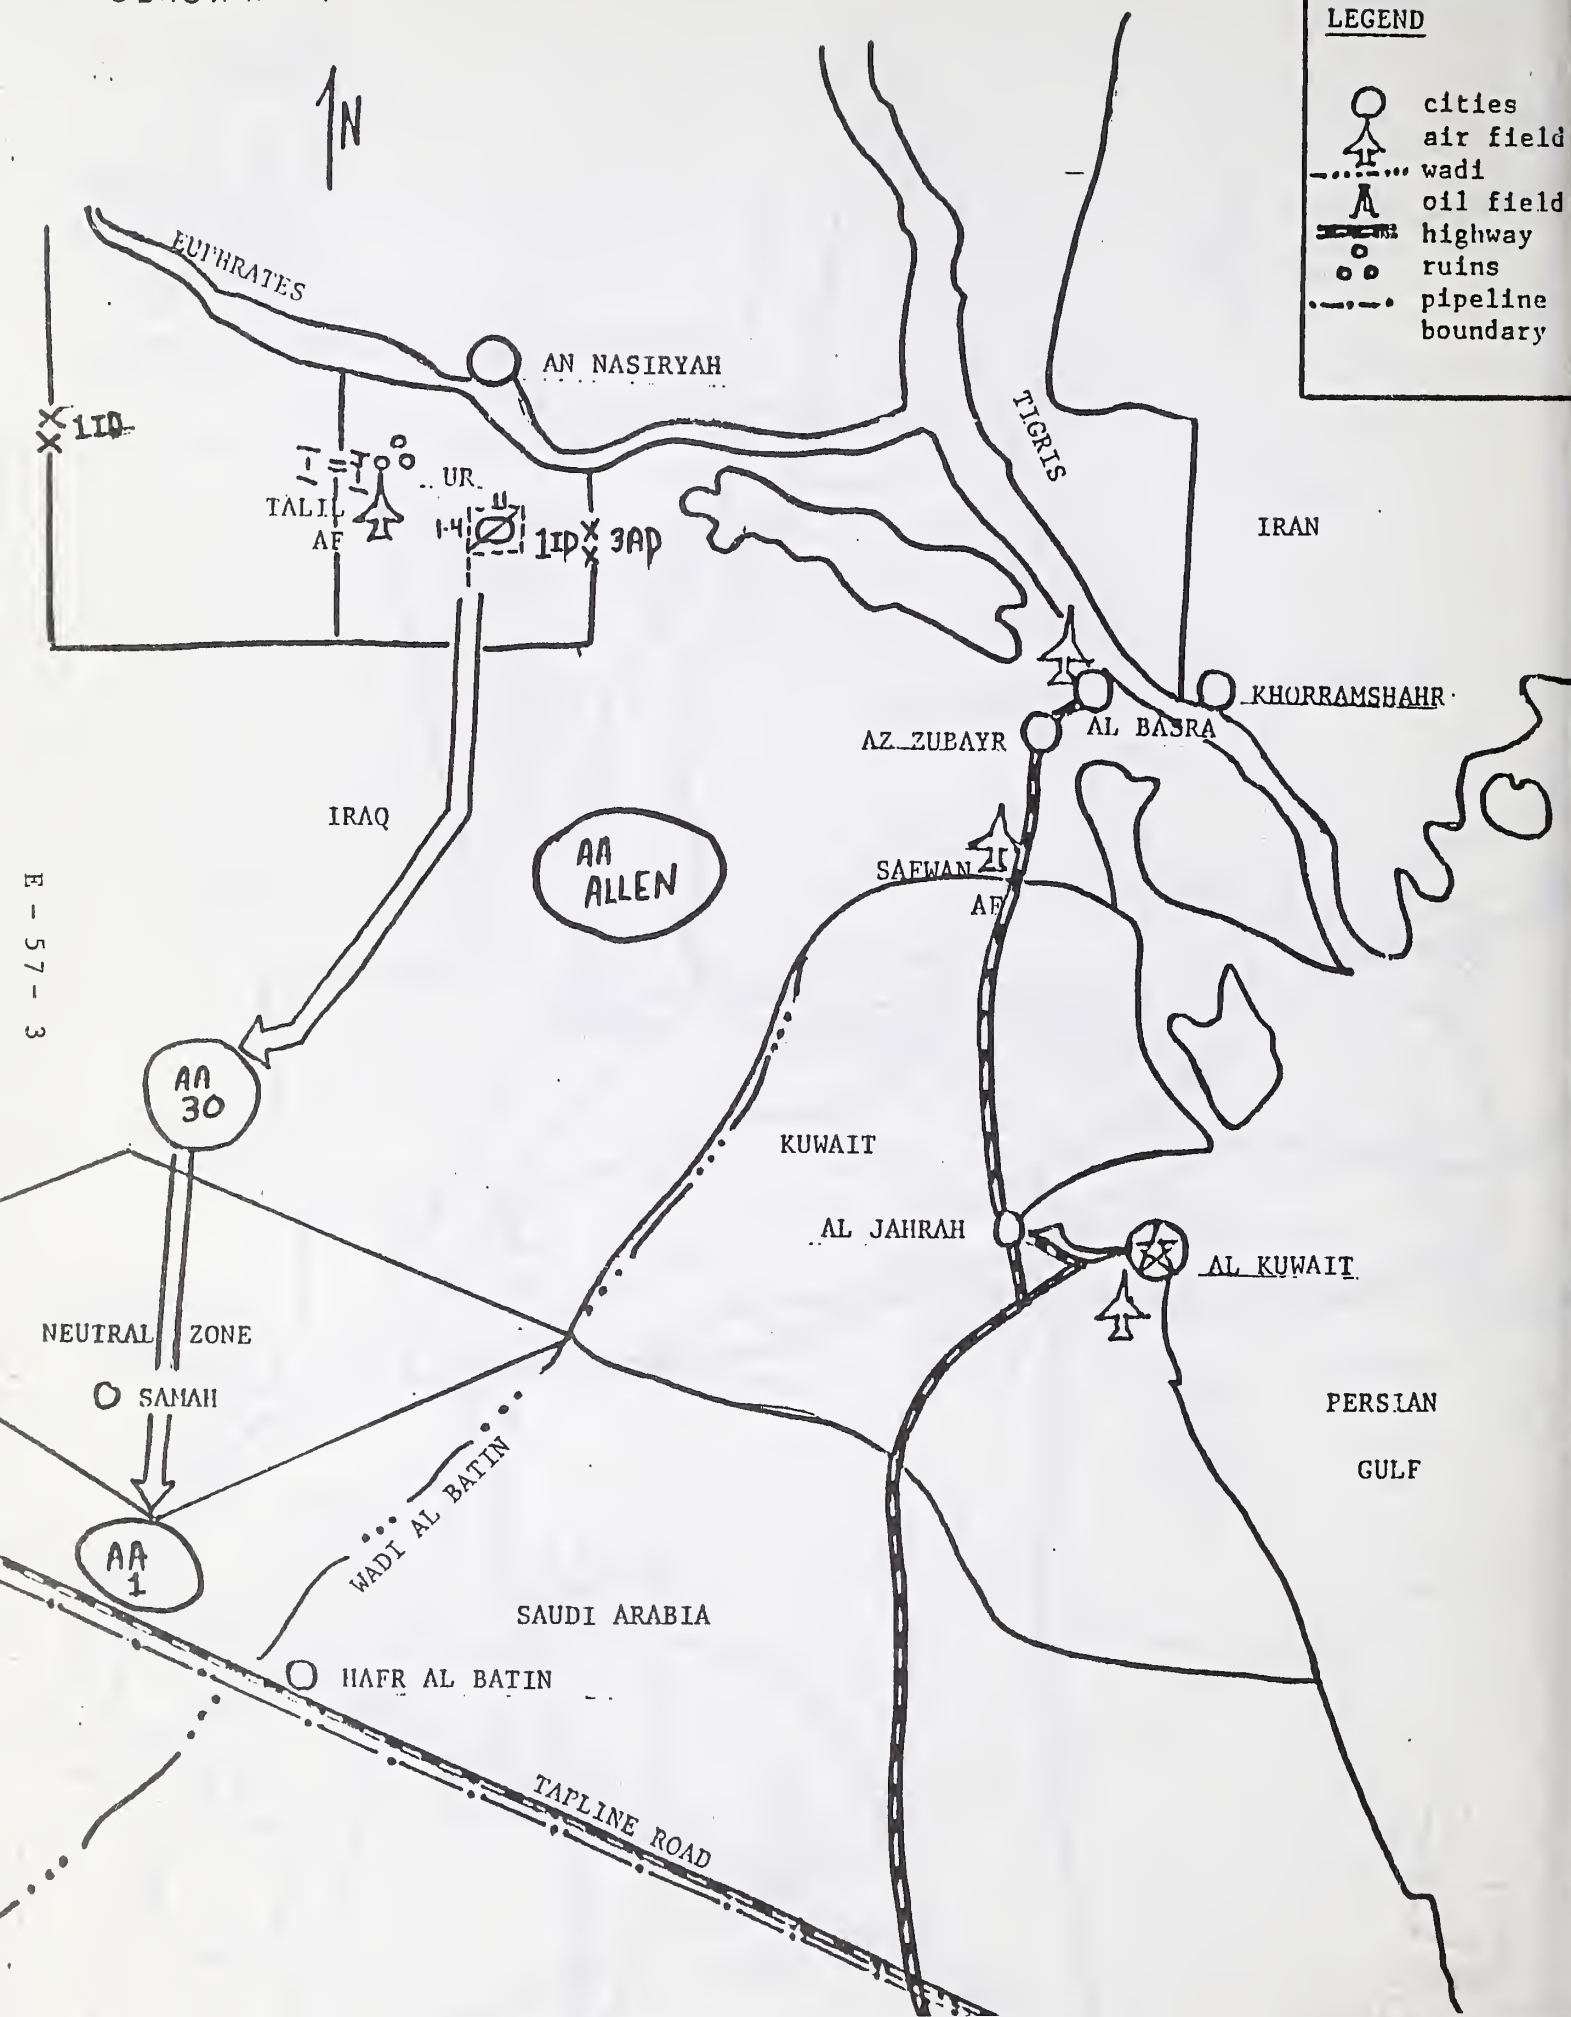 LEGEND
cities
air field
wadi
oil field
highway
ruins
pipeline
boundary
N
EUPHRATES
AN NASIRYAH
1ID
UR
TALIL
AF
1-4
II
1ID
3AD
TIGRIS
IRAN
KHORRAMSHAHR
AL BASRA
AZ ZUBAYR
IRAQ
AA
ALLEN
SAFWAN
AF
E-57-3
AA
30
KUWAIT
AL JAHRAH
AL KUWAIT
NEUTRAL ZONE
SAMAH
PERSIAN
GULF
WADI AL BATIN
AA
1
SAUDI ARABIA
HAFR AL BATIN
TAPLINE ROAD